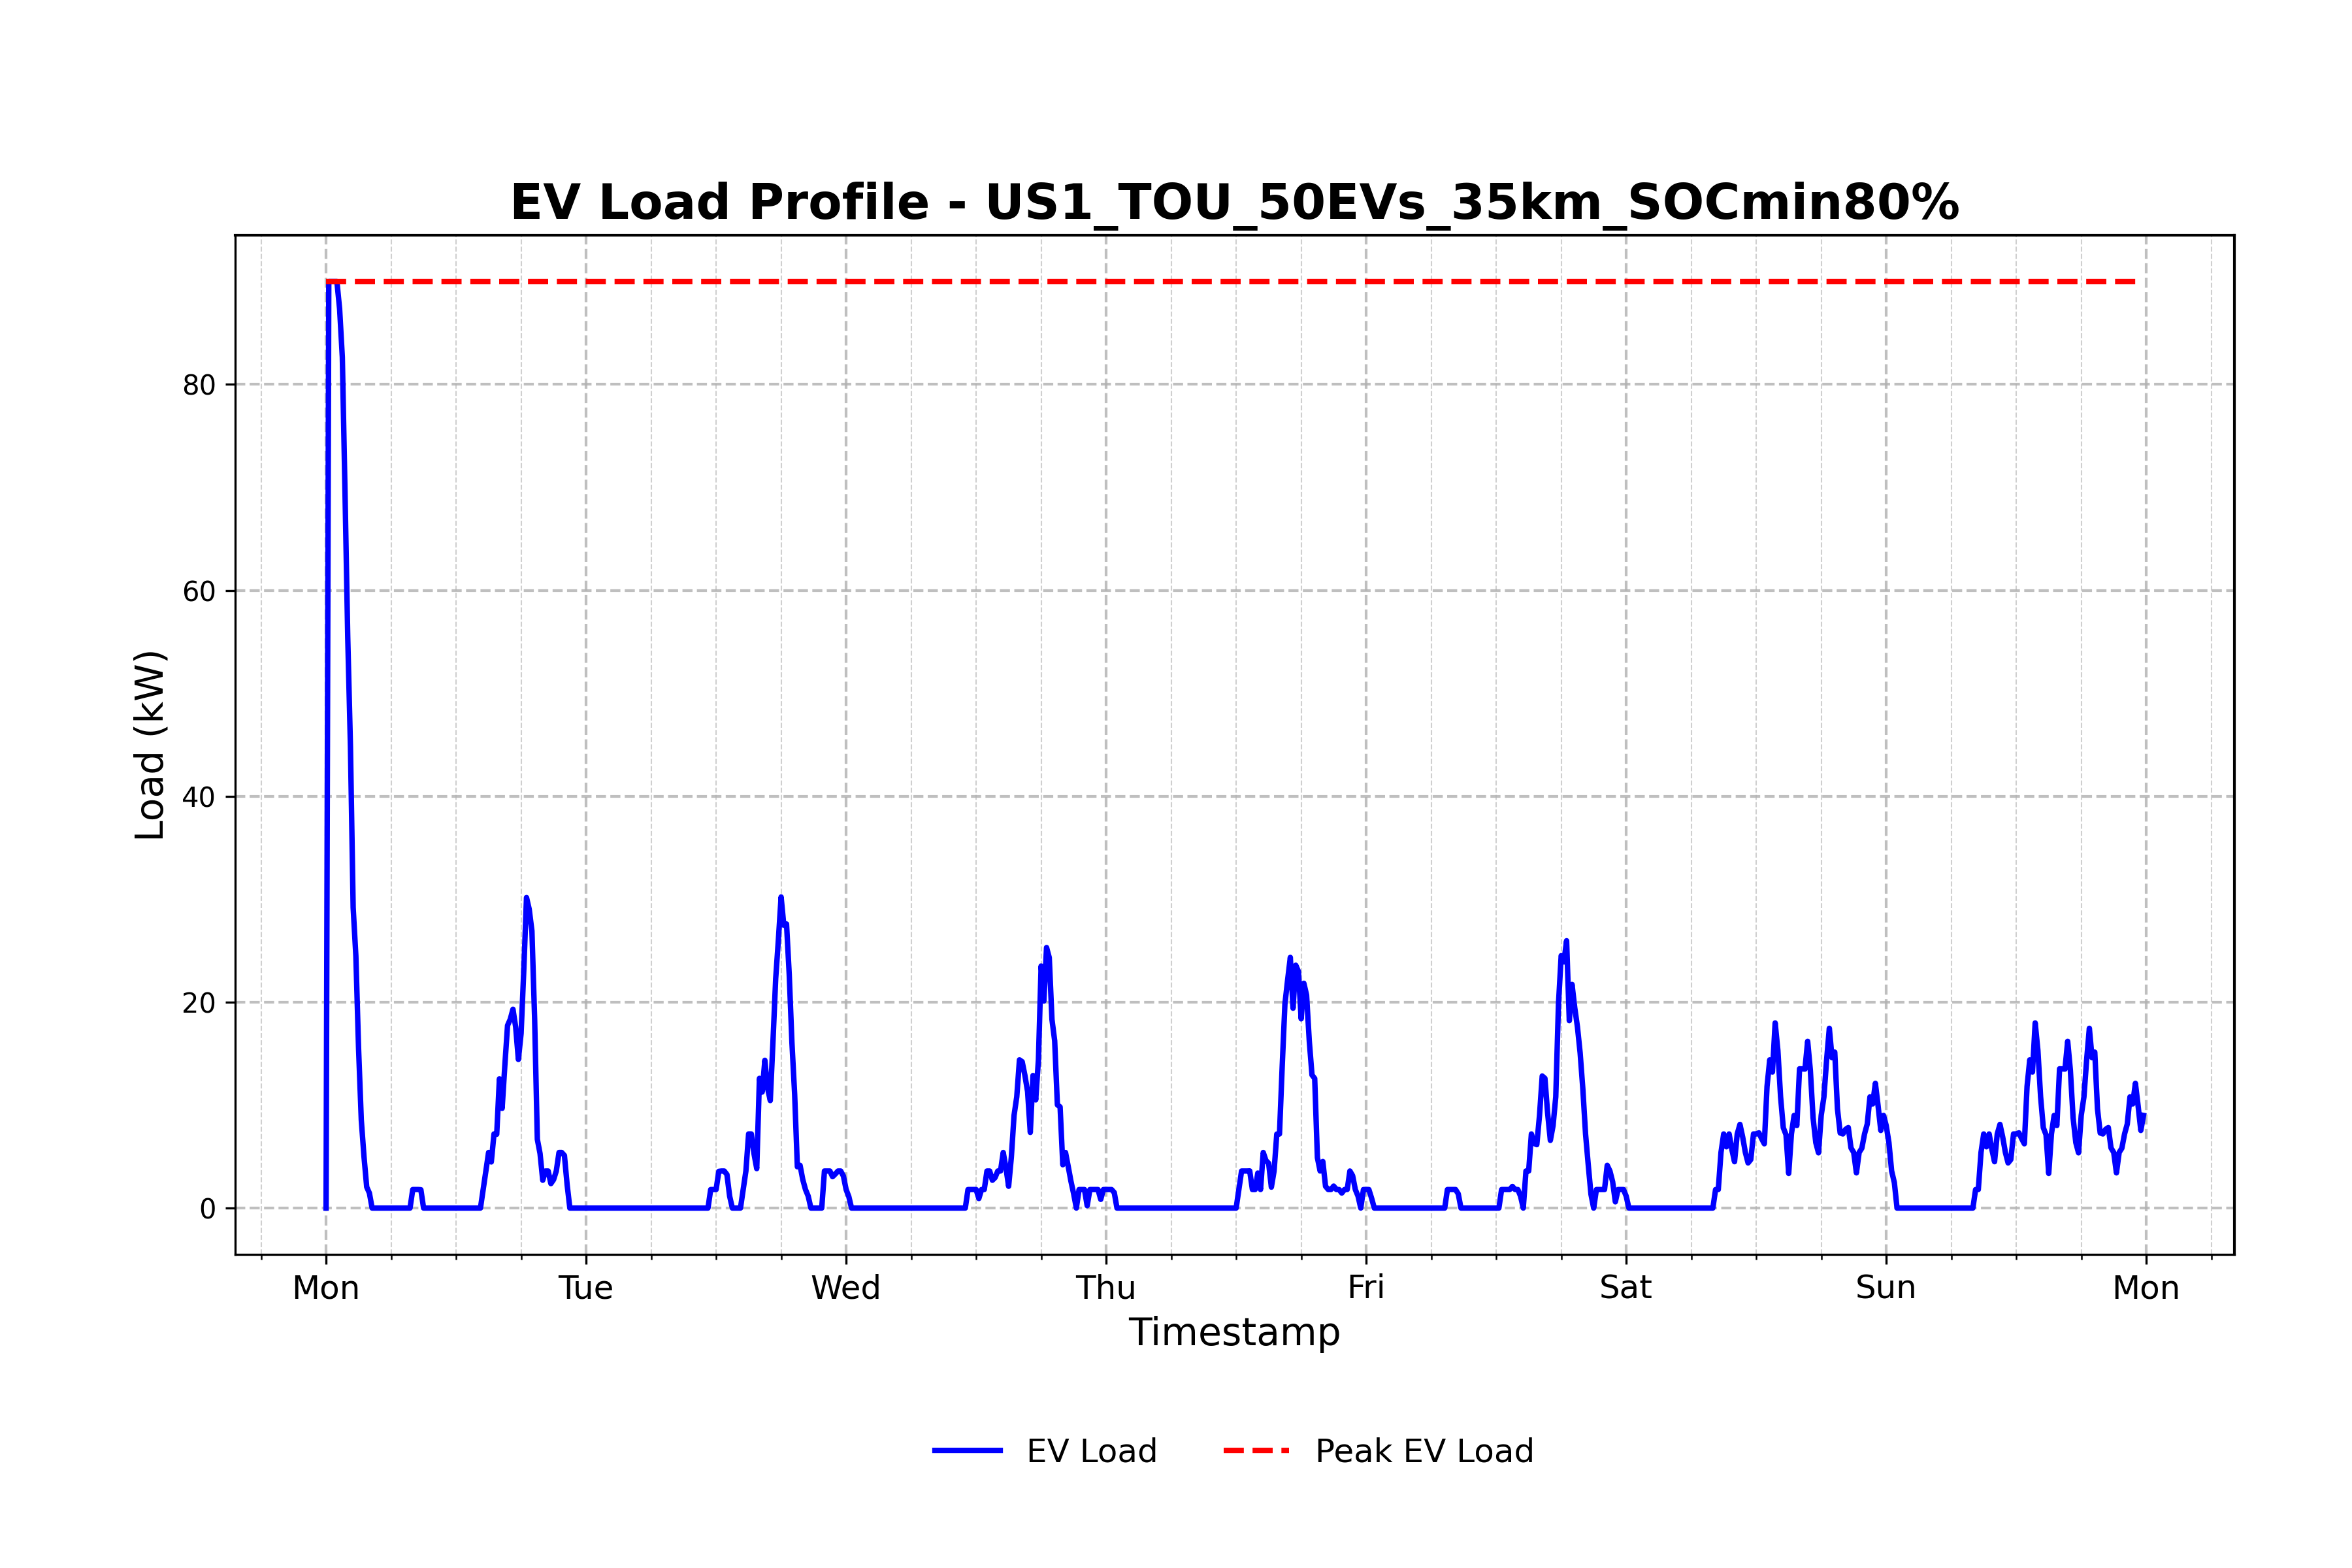 EV Load Profile - US1_TOU_50EVs_35km_SOCmin80%
Load (kW)
80
60
40
20
0
Mon Tue Wed Thu Fri Sat Sun Mon
Timestamp
EV Load Peak EV Load